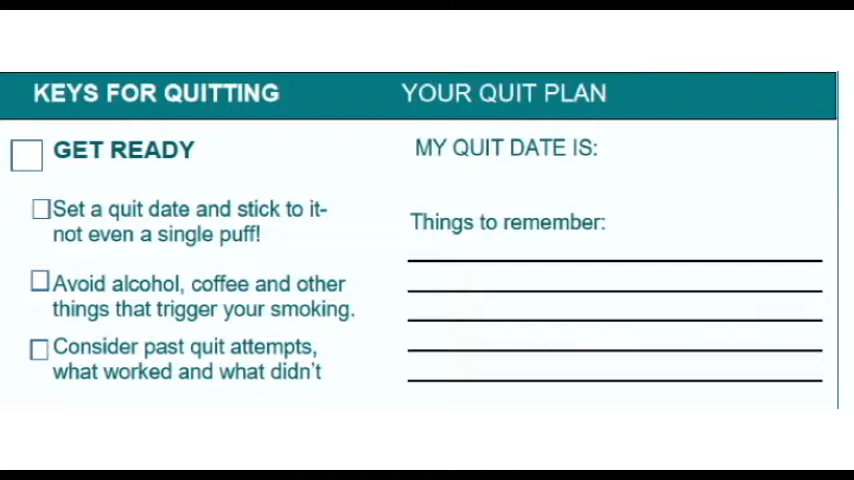 KEYS FOR QUITTING
YOUR QUIT PLAN
GET READY
Set a quit date and stick to it-
not even a single puff!
Avoid alcohol, coffee and other
things that trigger your smoking.
Consider past quit attempts,
what worked and what didn't
MY QUIT DATE IS:
Things to remember: